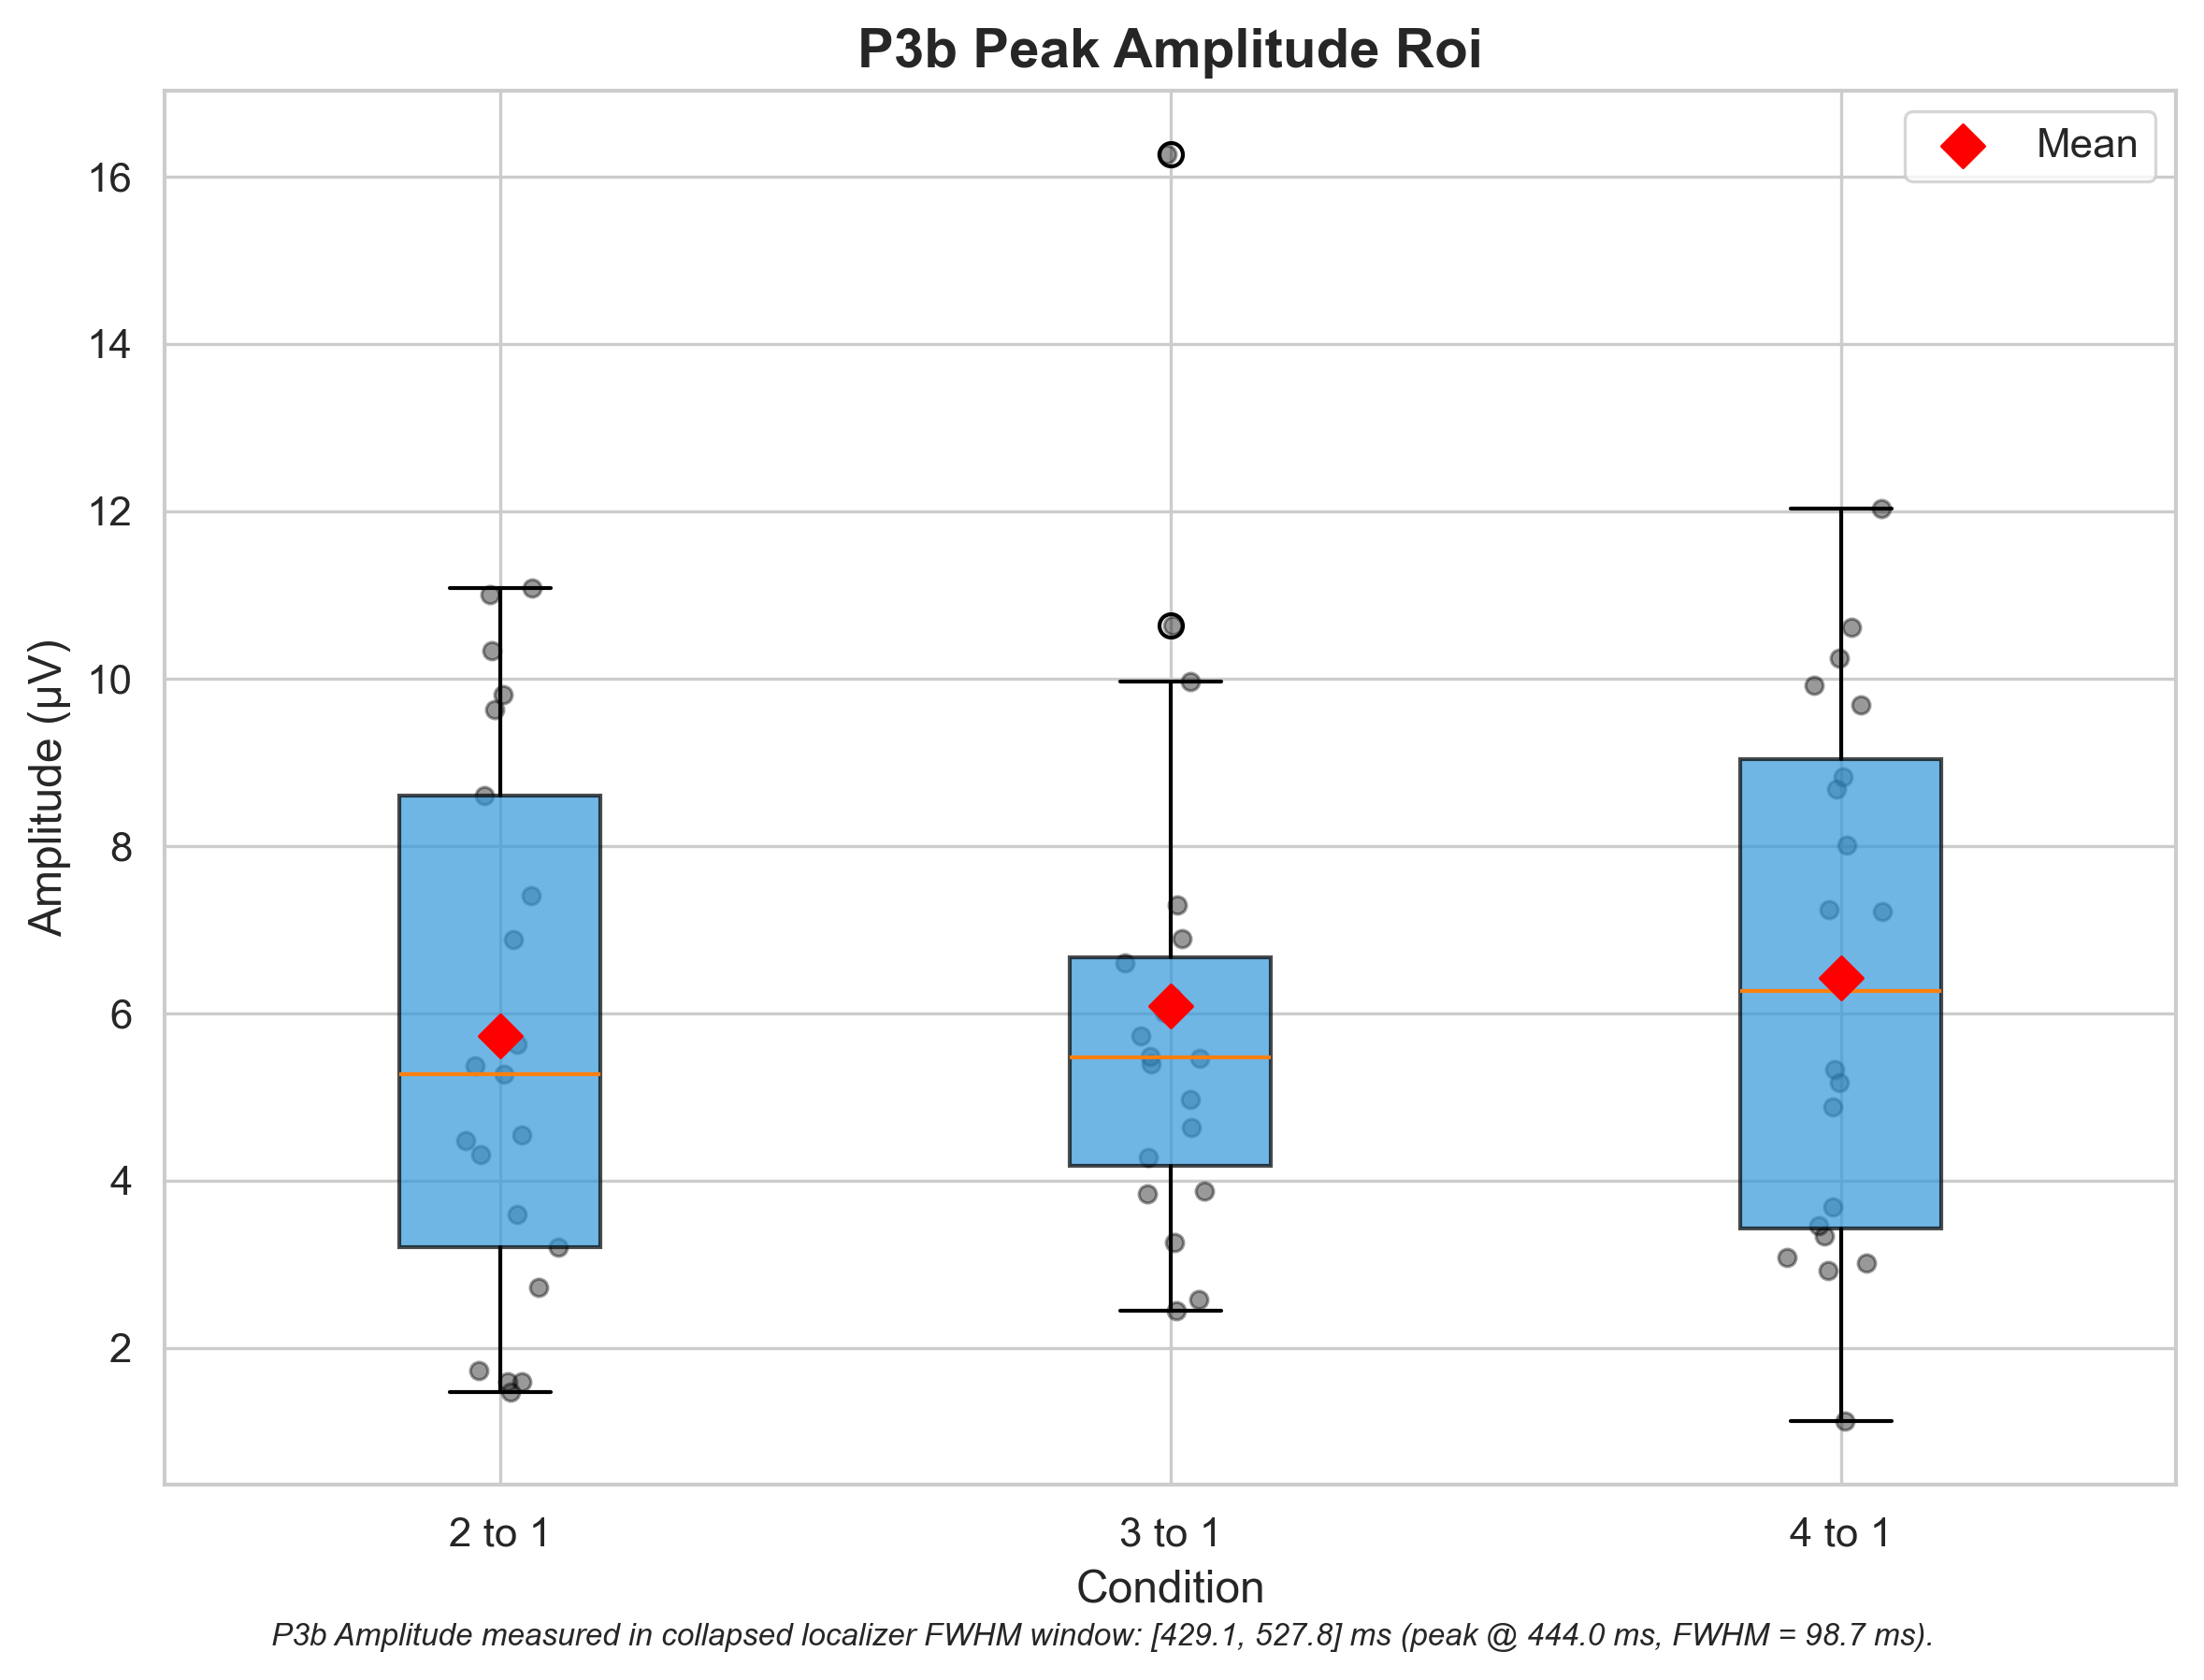 P3b Peak Amplitude Roi
Mean
16
14
12
10
8
6
4
2
Amplitude (µV)
2 to 1
3 to 1
4 to 1
Condition
P3b Amplitude measured in collapsed localizer FWHM window: [429.1, 527.8] ms (peak @ 444.0 ms, FWHM = 98.7 ms).